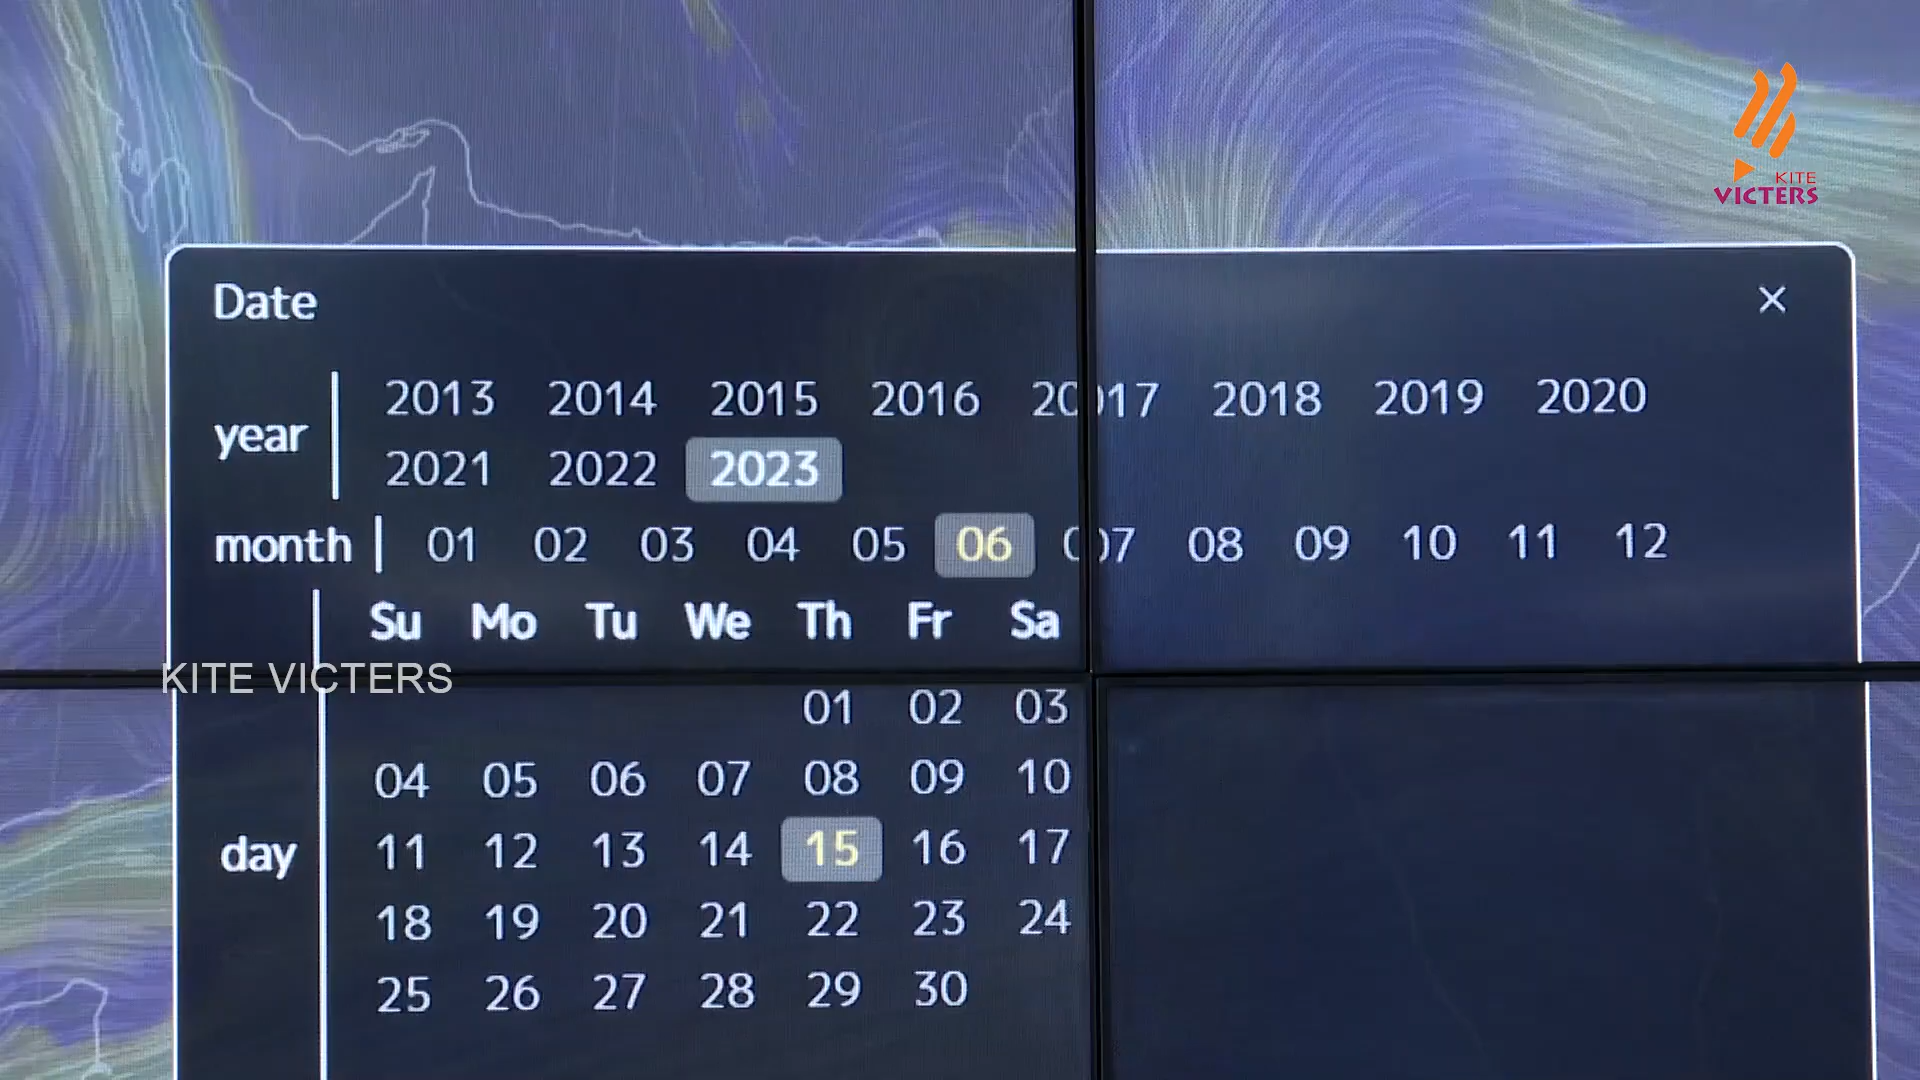 KITE
VICTERS
Date ×
year
2013 2014 2015 2016 2017 2018 2019 2020
2021 2022 2023
month 01 02 03 04 05 06 07 08 09 10 11 12
Su Mo Tu We Th Fr Sa
KITE VICTERS
01 02 03
04 05 06 07 08 09 10
day
11 12 13 14 15 16 17
18 19 20 21 22 23 24
25 26 27 28 29 30